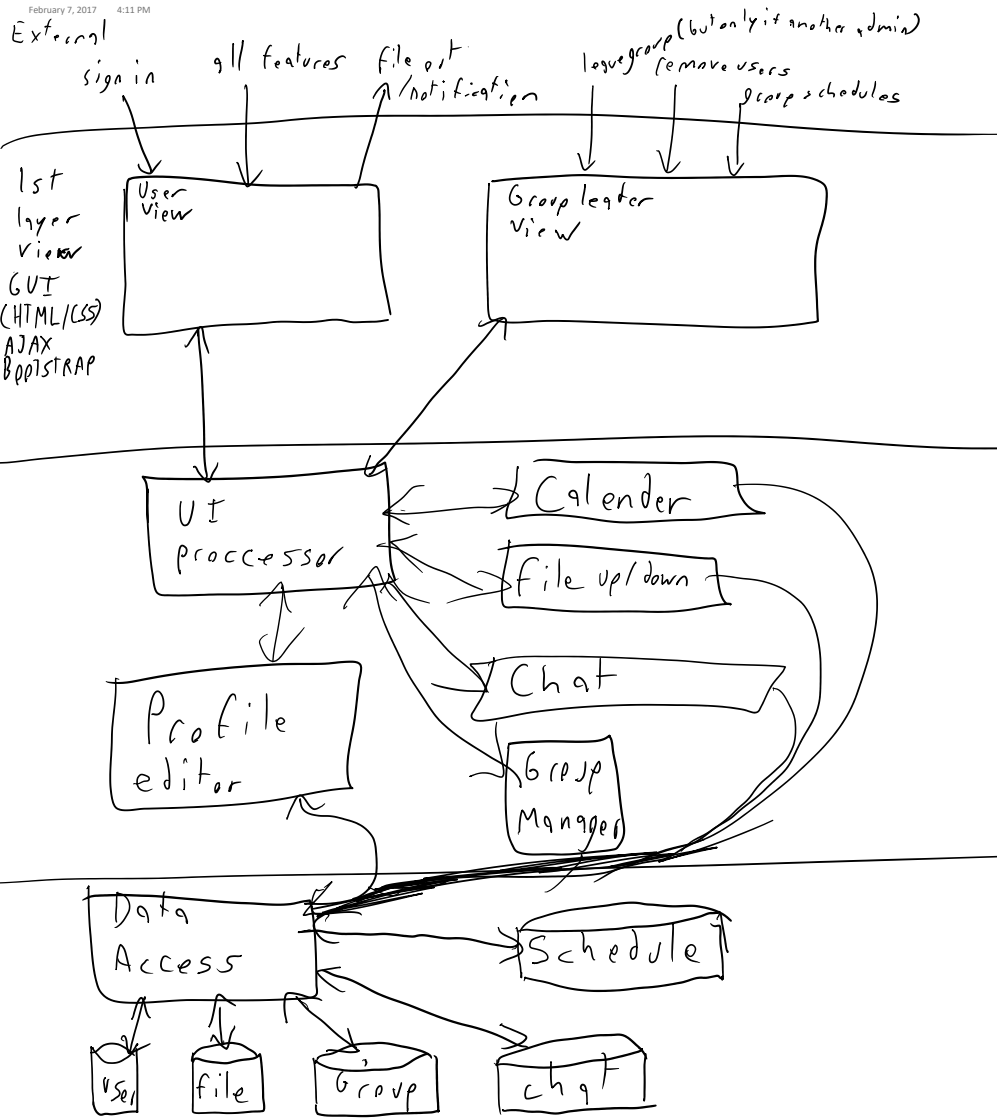 February 7, 2017 4:11 PM
External
sign in
all features
file out
/notification
leave group (but only if another admin)
remove users
group schedules
1st
layer
view
GUI
(HTML/CSS)
AJAX
BOOTSTRAP
User
View
Group leader
view
UI
proccessor
Calender
file up/down
Chat
Profile
editor
Group
Manager
Data
Access
Schedule
user
file
Group
chat